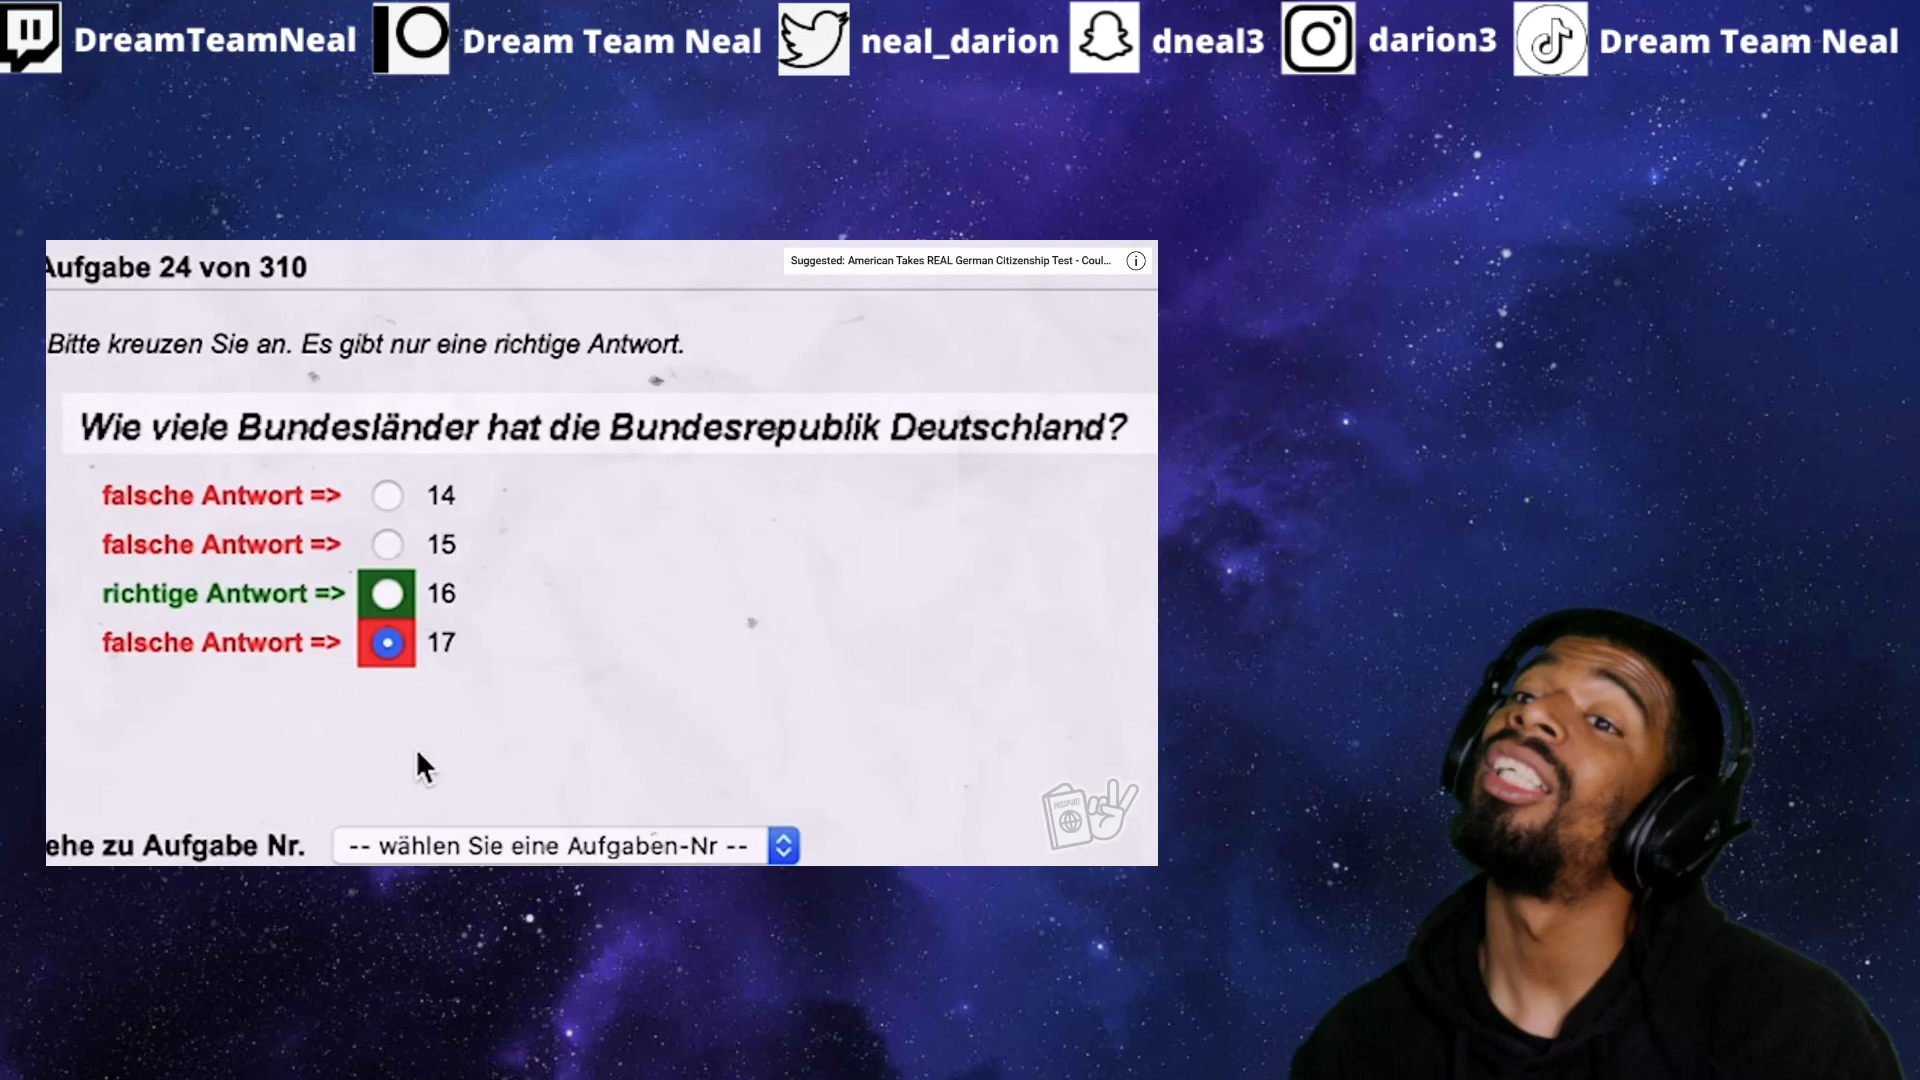 DreamTeamNeal
Dream Team Neal
neal_darion
dneal3
darion3
Dream Team Neal
Aufgabe 24 von 310
Suggested: American Takes REAL German Citizenship Test - Coul...
Bitte kreuzen Sie an. Es gibt nur eine richtige Antwort.
Wie viele Bundesländer hat die Bundesrepublik Deutschland?
falsche Antwort => 14
falsche Antwort => 15
richtige Antwort => 16
falsche Antwort => 17
PASSPORT
ehe zu Aufgabe Nr. -- wählen Sie eine Aufgaben-Nr --